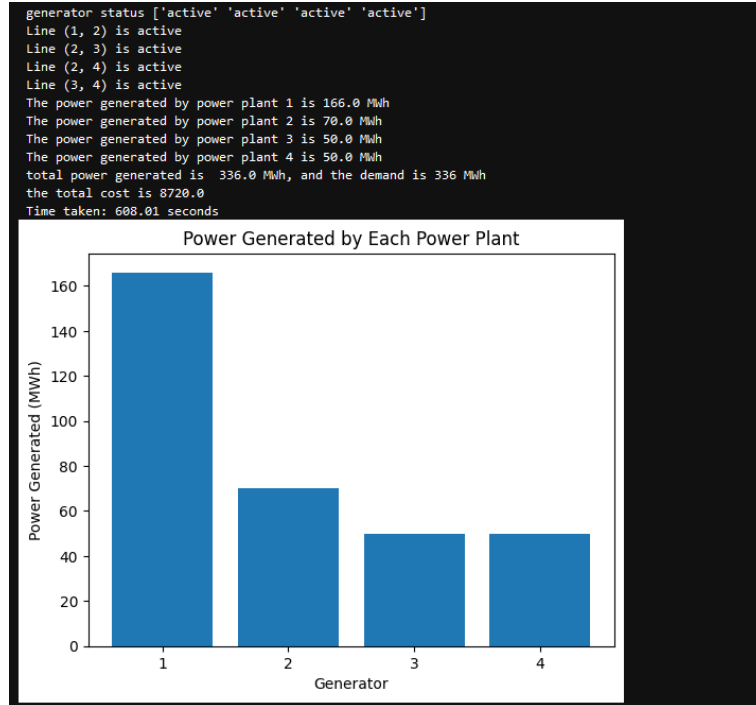 generator status ['active' 'active' 'active' 'active']
Line (1, 2) is active
Line (2, 3) is active
Line (2, 4) is active
Line (3, 4) is active
The power generated by power plant 1 is 166.0 MWh
The power generated by power plant 2 is 70.0 MWh
The power generated by power plant 3 is 50.0 MWh
The power generated by power plant 4 is 50.0 MWh
total power generated is  336.0 MWh, and the demand is 336 MWh
the total cost is 8720.0
Time taken: 608.01 seconds
Power Generated by Each Power Plant
Power Generated (MWh)
160
140
120
100
80
60
40
20
0
1 2 3 4
Generator